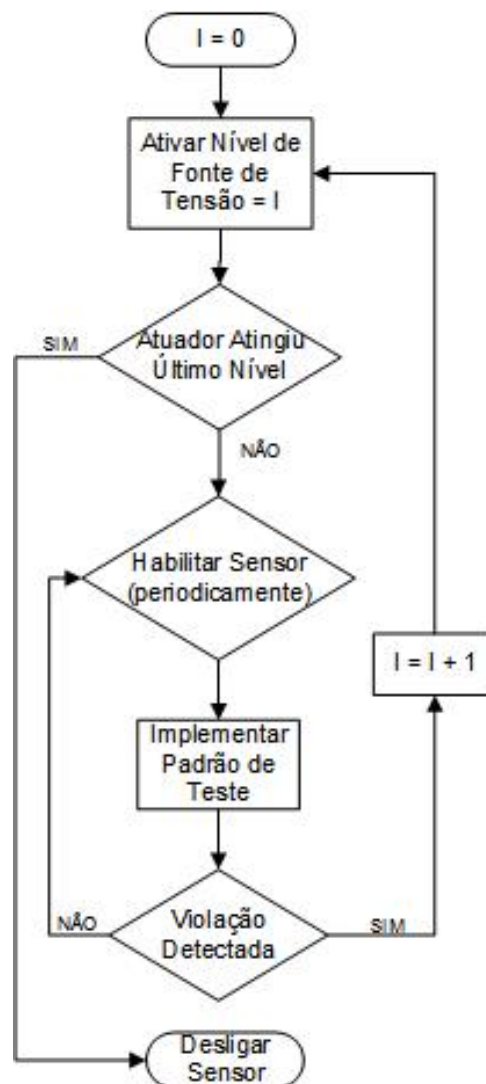 I = 0
Ativar Nível de
Fonte de
Tensão = I
SIM
Atuador Atingiu
Último Nível
NÃO
Habilitar Sensor
(periodicamente)
I = I + 1
Implementar
Padrão de
Teste
NÃO
Violação
Detectada
SIM
Desligar
Sensor